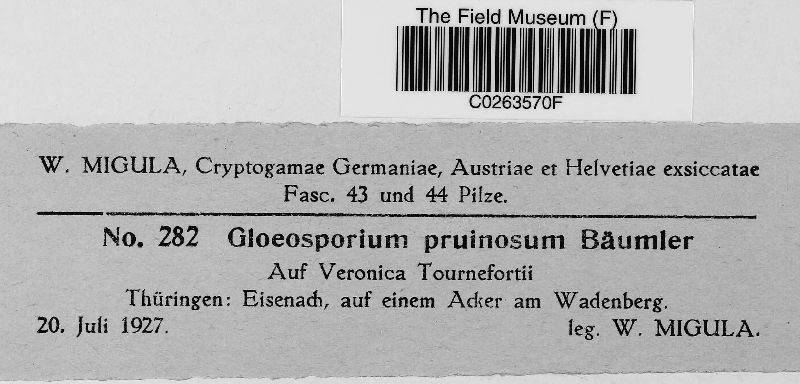 The Field Museum (F)
C0263570F
W. MIGULA, Cryptogamae Germaniae, Austriae et Helvetiae exsiccatae
Fasc. 43 und 44 Pilze.
No. 282 Gloeosporium pruinosum Bäumler
Auf Veronica Tournefortii
Thüringen: Eisenach, auf einem Acker am Wadenberg.
20. Juli 1927. leg. W. MIGULA.